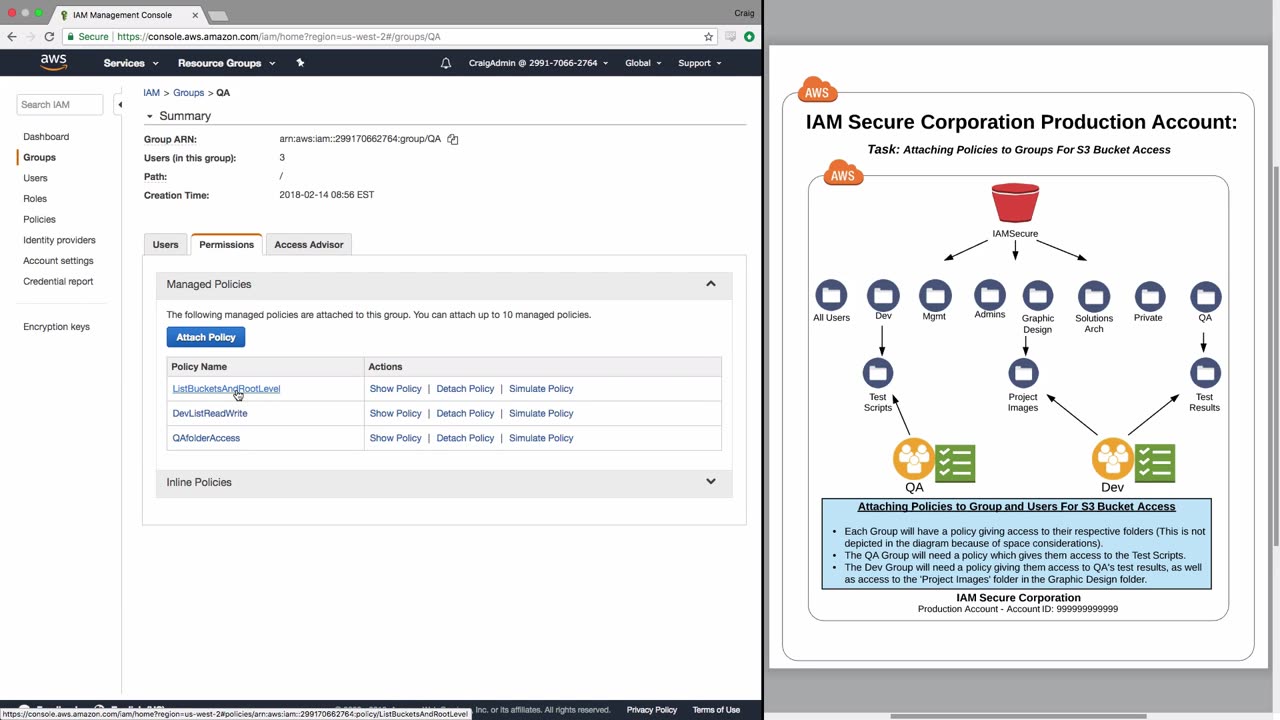 IAM Management Console
Craig
Secure | https://console.aws.amazon.com/iam/home?region=us-west-2#/groups/QA
aws
Services
Resource Groups
CraigAdmin @ 2991-7066-2764
Global
Support
Search IAM
Dashboard
Groups
Users
Roles
Policies
Identity providers
Account settings
Credential report
Encryption keys
IAM > Groups > QA
Summary
Group ARN: arn:aws:iam::299170662764:group/QA
Users (in this group): 3
Path: /
Creation Time: 2018-02-14 08:56 EST
Users
Permissions
Access Advisor
Managed Policies
The following managed policies are attached to this group. You can attach up to 10 managed policies.
Attach Policy
Policy Name Actions
ListBucketsAndRootLevel Show Policy | Detach Policy | Simulate Policy
DevListReadWrite Show Policy | Detach Policy | Simulate Policy
QAfolderAccess Show Policy | Detach Policy | Simulate Policy
Inline Policies
Inc. or its affiliates. All rights reserved.
Privacy Policy
Terms of Use
https://console.aws.amazon.com/iam/home?region=us-west-2#policies/arn:aws:iam::299170662764:policy/ListBucketsAndRootLevel
AWS
IAM Secure Corporation Production Account:
Task: Attaching Policies to Groups For S3 Bucket Access
AWS
IAMSecure
All Users
Dev
Mgmt
Admins
Graphic
Design
Solutions
Arch
Private
QA
Test
Scripts
Project
Images
Test
Results
QA
Dev
Attaching Policies to Group and Users For S3 Bucket Access
• Each Group will have a policy giving access to their respective folders (This is not
depicted in the diagram because of space considerations).
• The QA Group will need a policy which gives them access to the Test Scripts.
• The Dev Group will need a policy giving them access to QA's test results, as well
as access to the 'Project Images' folder in the Graphic Design folder.
IAM Secure Corporation
Production Account - Account ID: 999999999999